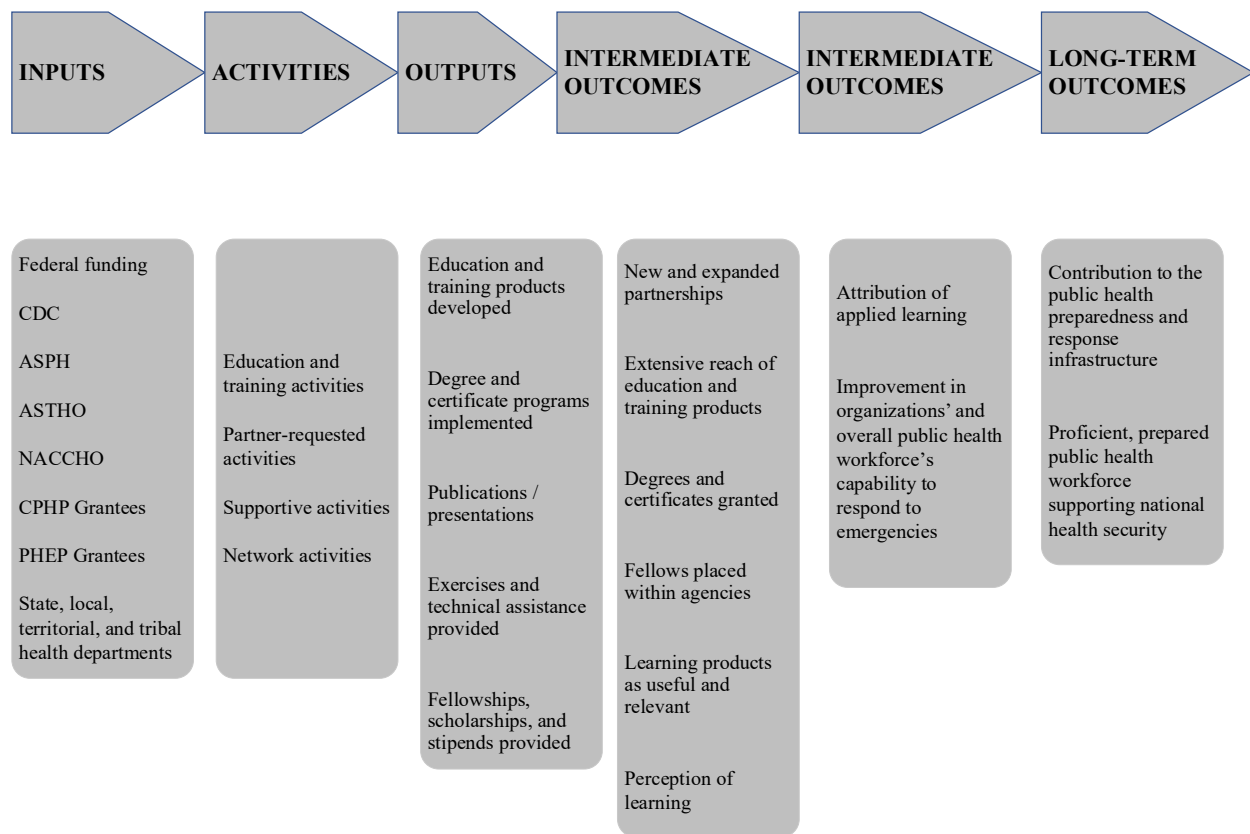 INPUTS
ACTIVITIES
OUTPUTS
INTERMEDIATE
OUTCOMES
INTERMEDIATE
OUTCOMES
LONG-TERM
OUTCOMES
Federal funding
CDC
ASPH
ASTHO
NACCHO
CPHP Grantees
PHEP Grantees
State, local,
territorial, and tribal
health departments
Education and
training activities
Partner-requested
activities
Supportive activities
Network activities
Education and
training products
developed
Degree and
certificate programs
implemented
Publications /
presentations
Exercises and
technical assistance
provided
Fellowships,
scholarships, and
stipends provided
New and expanded
partnerships
Extensive reach of
education and
training products
Degrees and
certificates granted
Fellows placed
within agencies
Learning products
as useful and
relevant
Perception of
learning
Attribution of
applied learning
Improvement in
organizations’ and
overall public health
workforce’s
capability to
respond to
emergencies
Contribution to the
public health
preparedness and
response
infrastructure
Proficient, prepared
public health
workforce
supporting national
health security